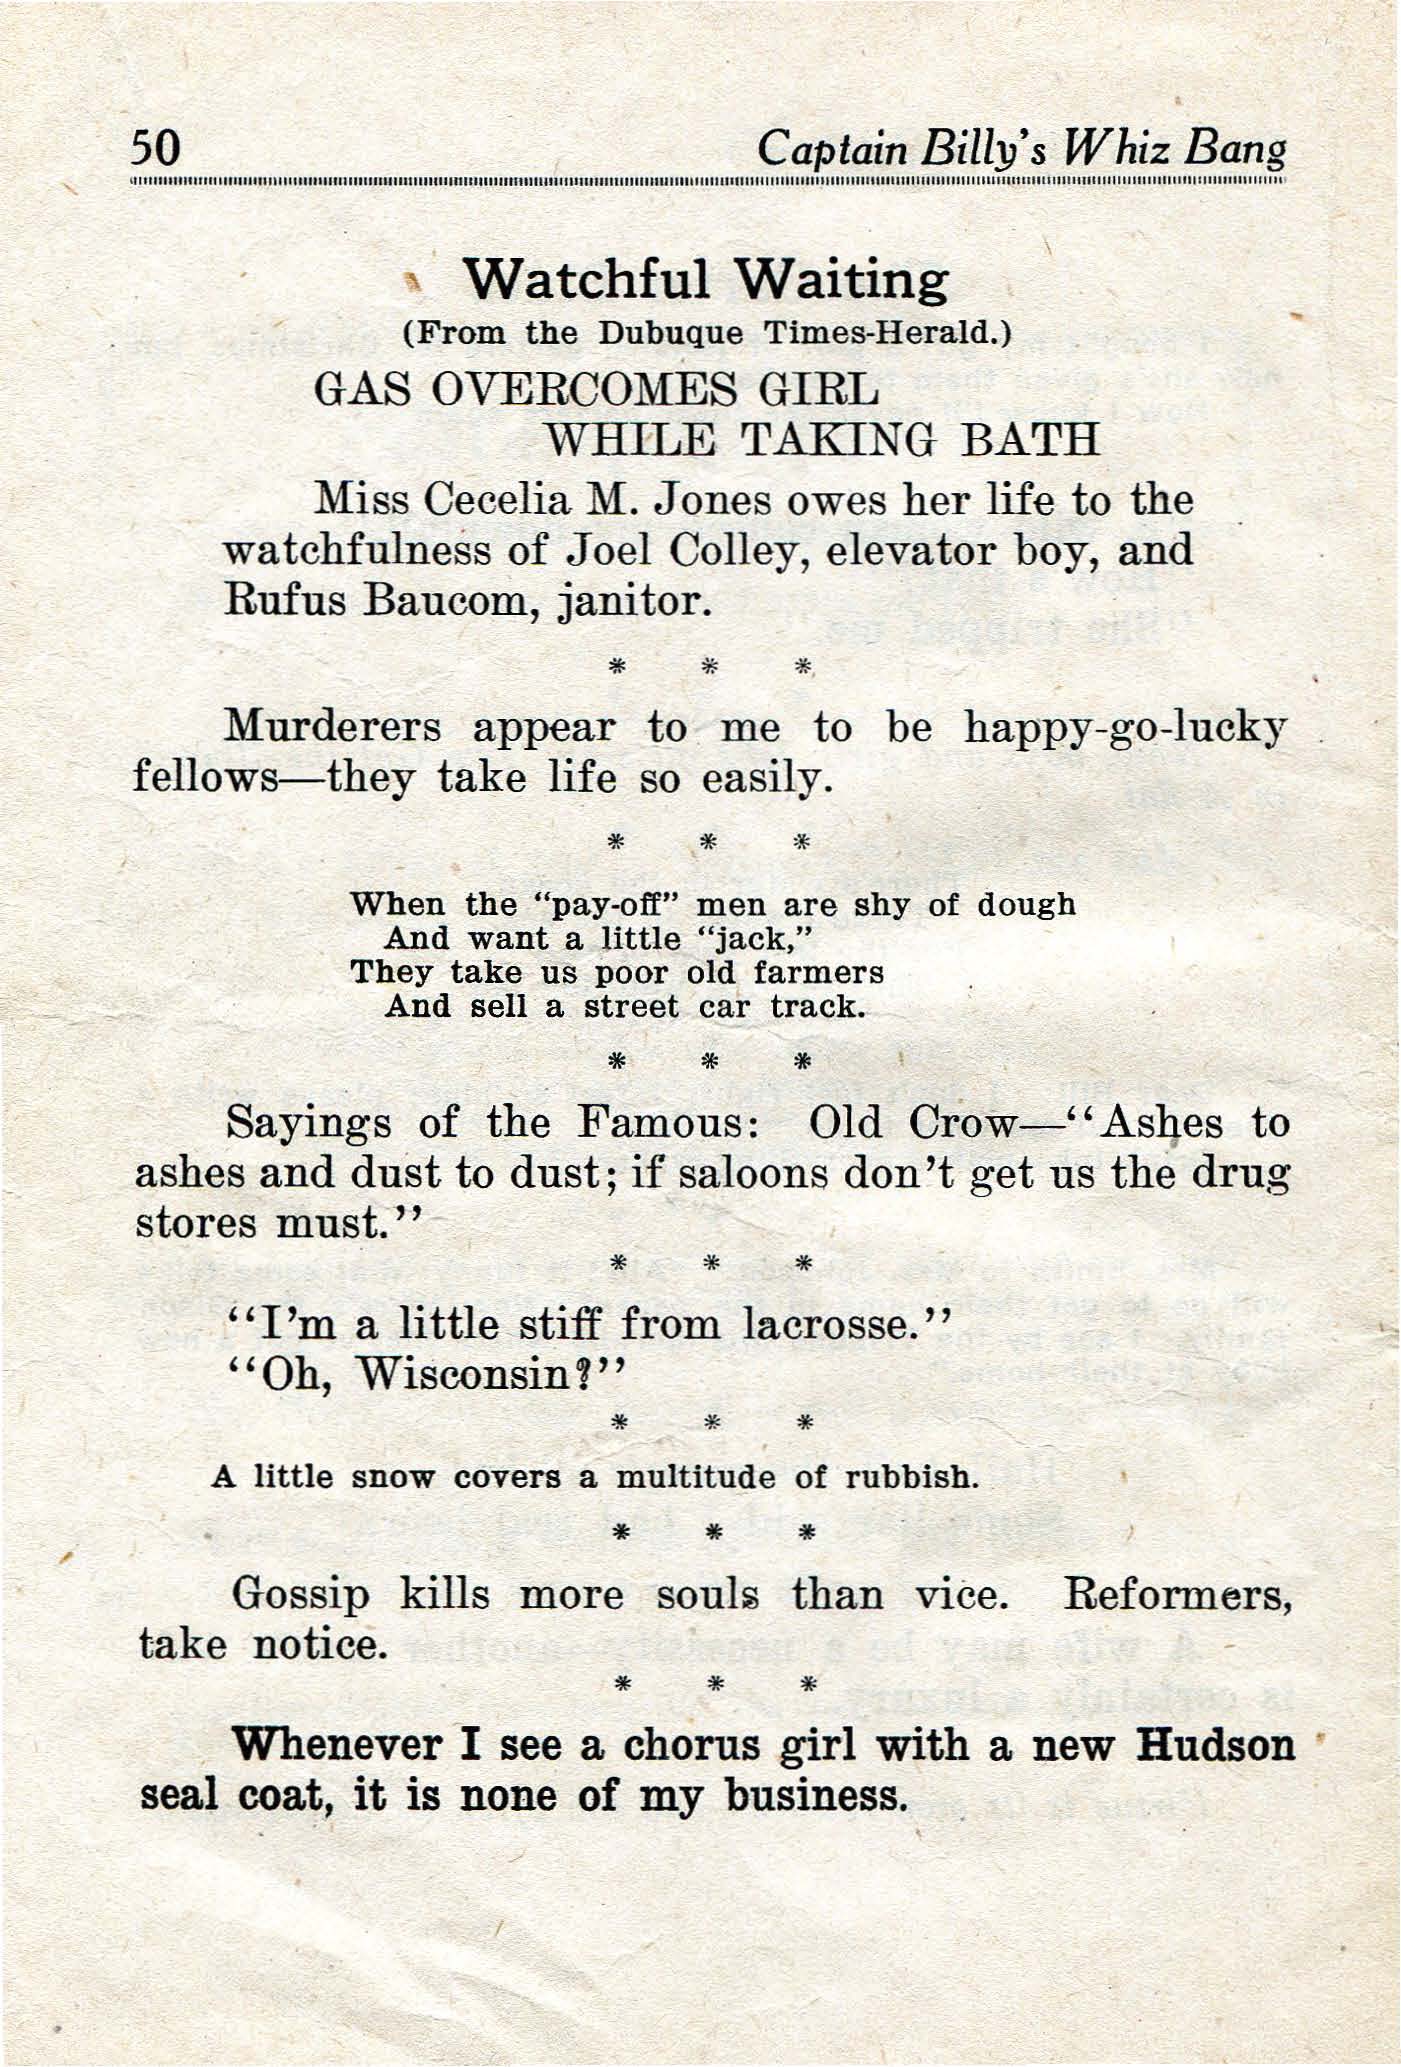 50 Captain Billy's Whiz Bang
Watchful Waiting
(From the Dubuque Times-Herald.)
GAS OVERCOMES GIRL
WHILE TAKING BATH
Miss Cecelia M. Jones owes her life to the
watchfulness of Joel Colley, elevator boy, and
Rufus Baucom, janitor.
* * *
Murderers appear to me to be happy-go-lucky
fellows—they take life so easily.
* * *
When the “pay-off” men are shy of dough
And want a little “jack,”
They take us poor old farmers
And sell a street car track.
* * *
Sayings of the Famous: Old Crow—“Ashes to
ashes and dust to dust; if saloons don't get us the drug
stores must.”
* * *
“I'm a little stiff from lacrosse.”
“Oh, Wisconsin?”
* * *
A little snow covers a multitude of rubbish.
* * *
Gossip kills more souls than vice. Reformers,
take notice.
* * *
Whenever I see a chorus girl with a new Hudson
seal coat, it is none of my business.